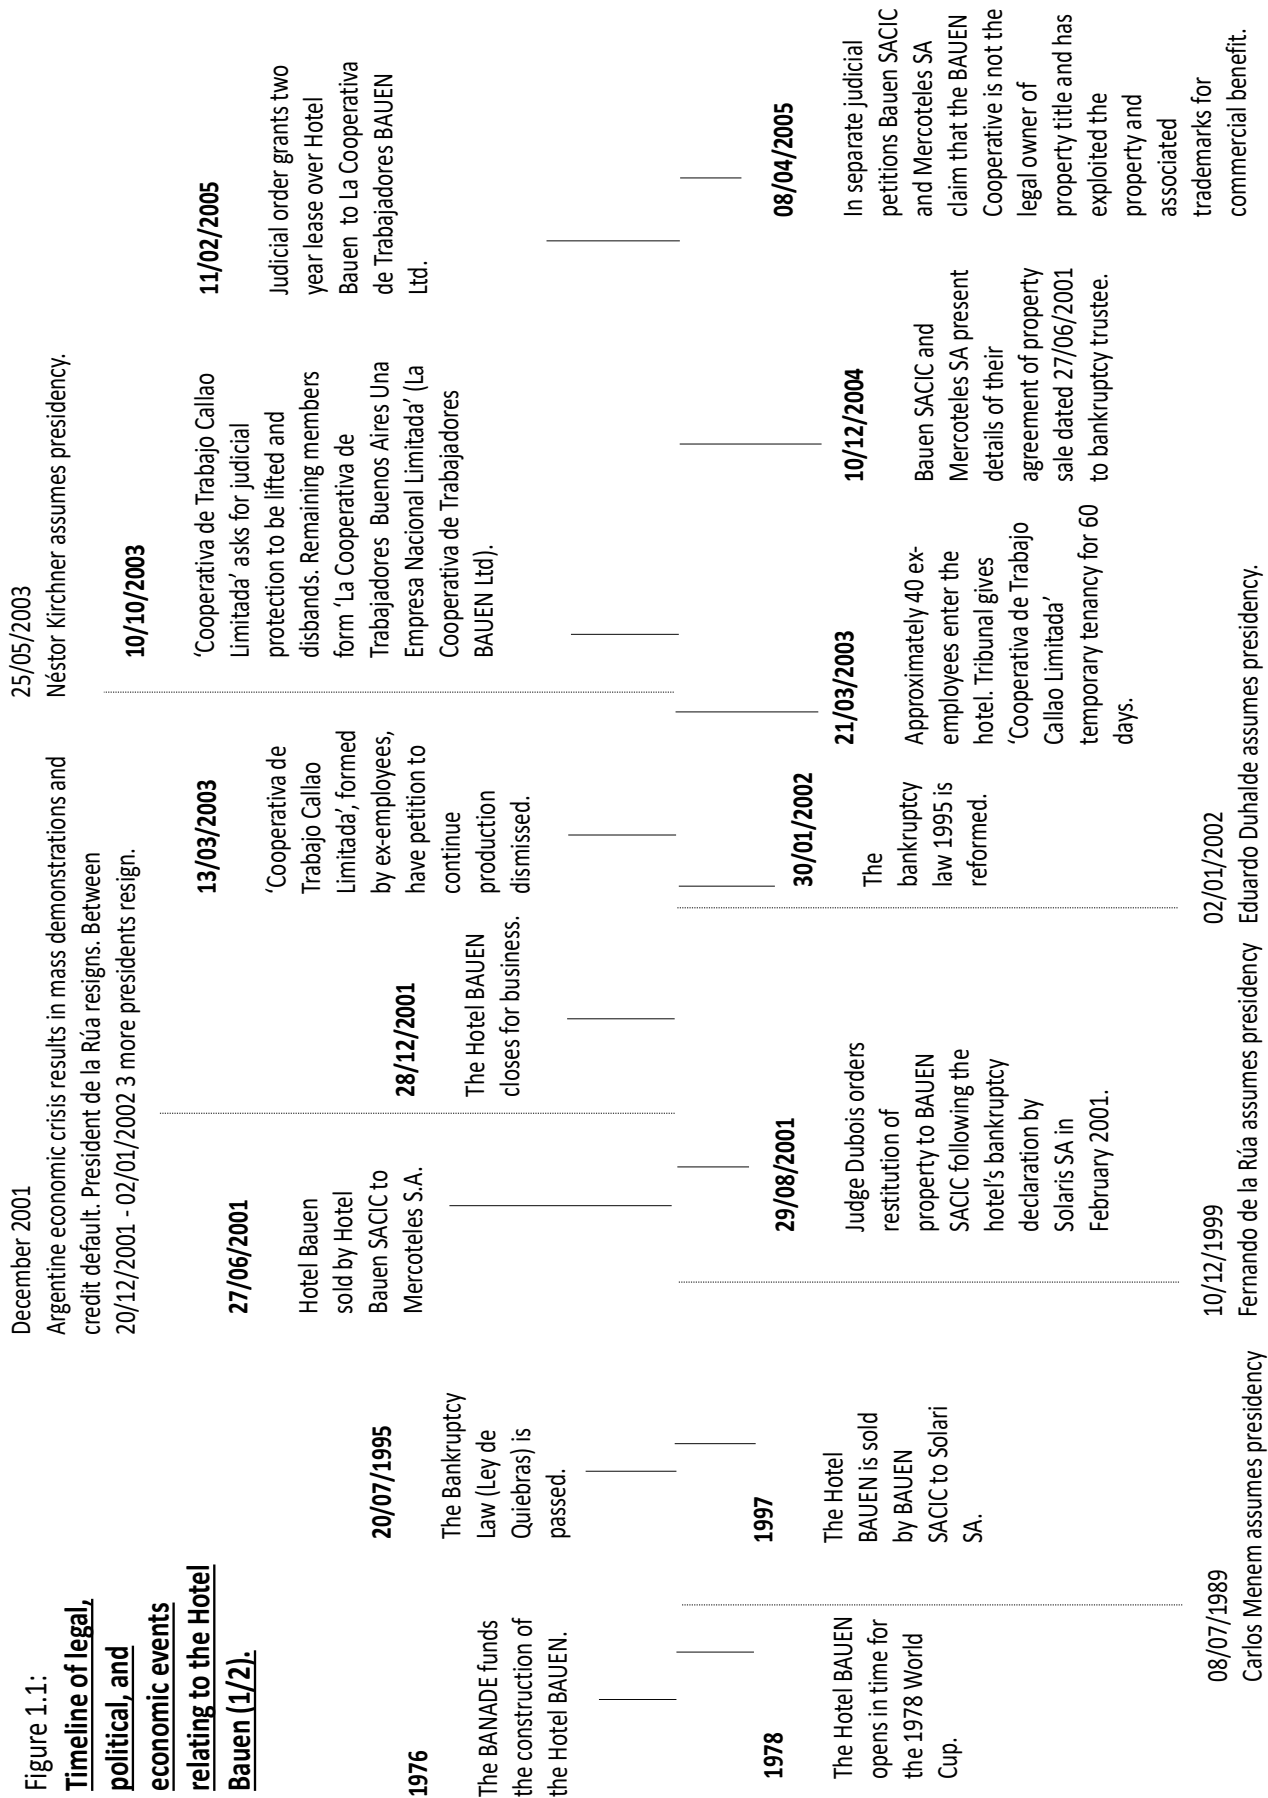 Figure 1.1:
Timeline of legal,
political, and
economic events
relating to the Hotel
Bauen (1/2).
December 2001
Argentine economic crisis results in mass demonstrations and
credit default. President de la Rúa resigns. Between
20/12/2001 - 02/01/2002 3 more presidents resign.
25/05/2003
Néstor Kirchner assumes presidency.
1976
The BANADE funds
the construction of
the Hotel BAUEN.
20/07/1995
The Bankruptcy
Law (Ley de
Quiebras) is
passed.
27/06/2001
Hotel Bauen
sold by Hotel
Bauen SACIC to
Mercoteles S.A.
28/12/2001
The Hotel BAUEN
closes for business.
13/03/2003
‘Cooperativa de
Trabajo Callao
Limitada’, formed
by ex-employees,
have petition to
continue
production
dismissed.
10/10/2003
‘Cooperativa de Trabajo Callao
Limitada’ asks for judicial
protection to be lifted and
disbands. Remaining members
form ‘La Cooperativa de
Trabajadores Buenos Aires Una
Empresa Nacional Limitada’ (La
Cooperativa de Trabajadores
BAUEN Ltd).
11/02/2005
Judicial order grants two
year lease over Hotel
Bauen to La Cooperativa
de Trabajadores BAUEN
Ltd.
1978
The Hotel BAUEN
opens in time for
the 1978 World
Cup.
1997
The Hotel
BAUEN is sold
by BAUEN
SACIC to Solari
SA.
29/08/2001
Judge Dubois orders
restitution of
property to BAUEN
SACIC following the
hotel’s bankruptcy
declaration by
Solaris SA in
February 2001.
30/01/2002
The
bankruptcy
law 1995 is
reformed.
21/03/2003
Approximately 40 ex-
employees enter the
hotel. Tribunal gives
‘Cooperativa de Trabajo
Callao Limitada’
temporary tenancy for 60
days.
10/12/2004
Bauen SACIC and
Mercoteles SA present
details of their
agreement of property
sale dated 27/06/2001
to bankruptcy trustee.
08/04/2005
In separate judicial
petitions Bauen SACIC
and Mercoteles SA
claim that the BAUEN
Cooperative is not the
legal owner of
property title and has
exploited the
property and
associated
trademarks for
commercial benefit.
08/07/1989
Carlos Menem assumes presidency
10/12/1999
Fernando de la Rúa assumes presidency
02/01/2002
Eduardo Duhalde assumes presidency.